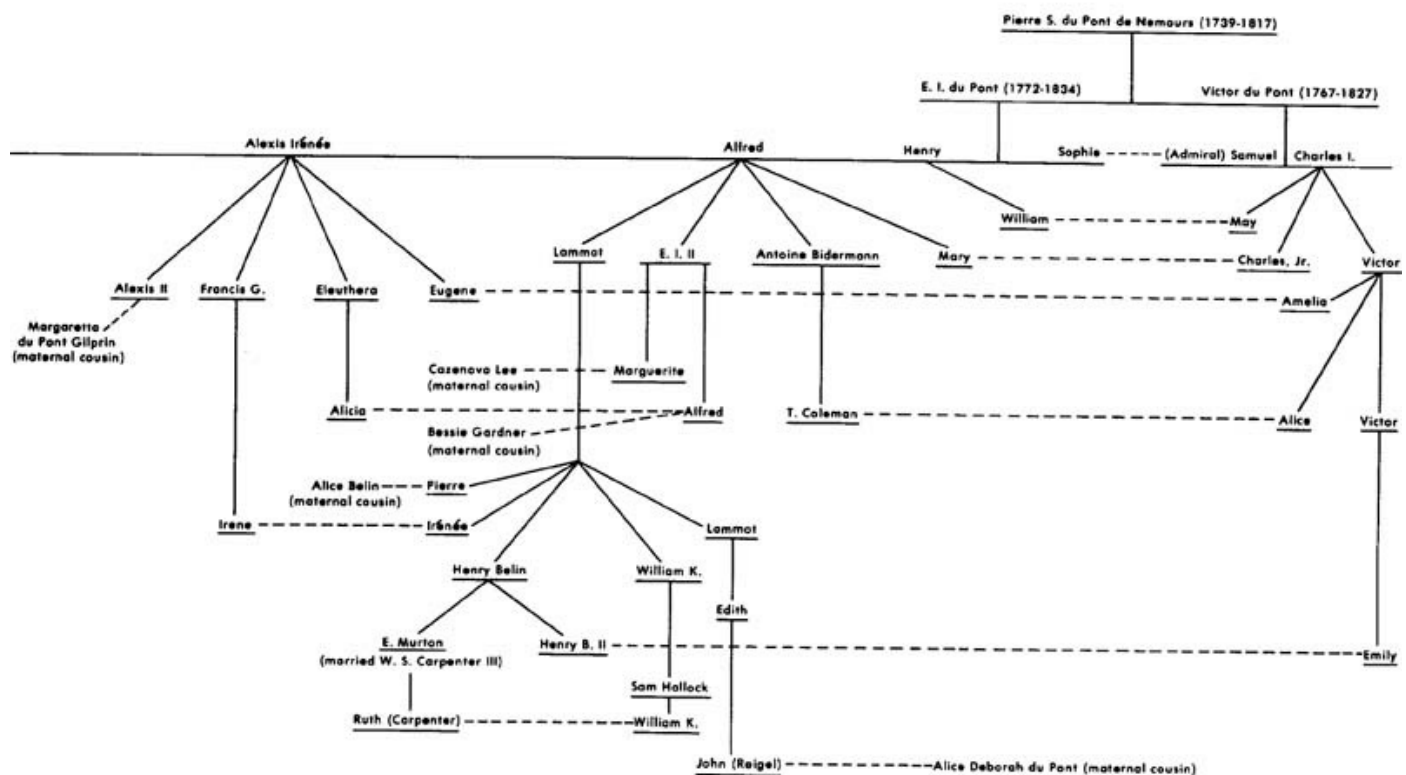 Pierre S. du Pont de Nemours (1739-1817)
E. I. du Pont (1772-1834)
Victor du Pont (1767-1827)
Alexis Irénée
Alfred
Henry
Sophie
(Admiral) Samuel
Charles I.
William
May
Lammot
E. I. II
Antoine Bidermann
Mary
Charles, Jr.
Victor
Alexis II
Francis G.
Eleuthera
Eugene
Amelia
Margaretta
du Pont Gilprin
(maternal cousin)
Cazenova Lee
(maternal cousin)
Marguerite
Alicia
Alfred
T. Coleman
Alice
Victor
Bessie Gardner
(maternal cousin)
Alice Belin
(maternal cousin)
Pierre
Irene
Irénée
Lammot
Henry Belin
William K.
Edith
E. Murton
(married W. S. Carpenter III)
Henry B. II
Emily
Sam Hallock
Ruth (Carpenter)
William K.
John (Reigel)
Alice Deborah du Pont (maternal cousin)